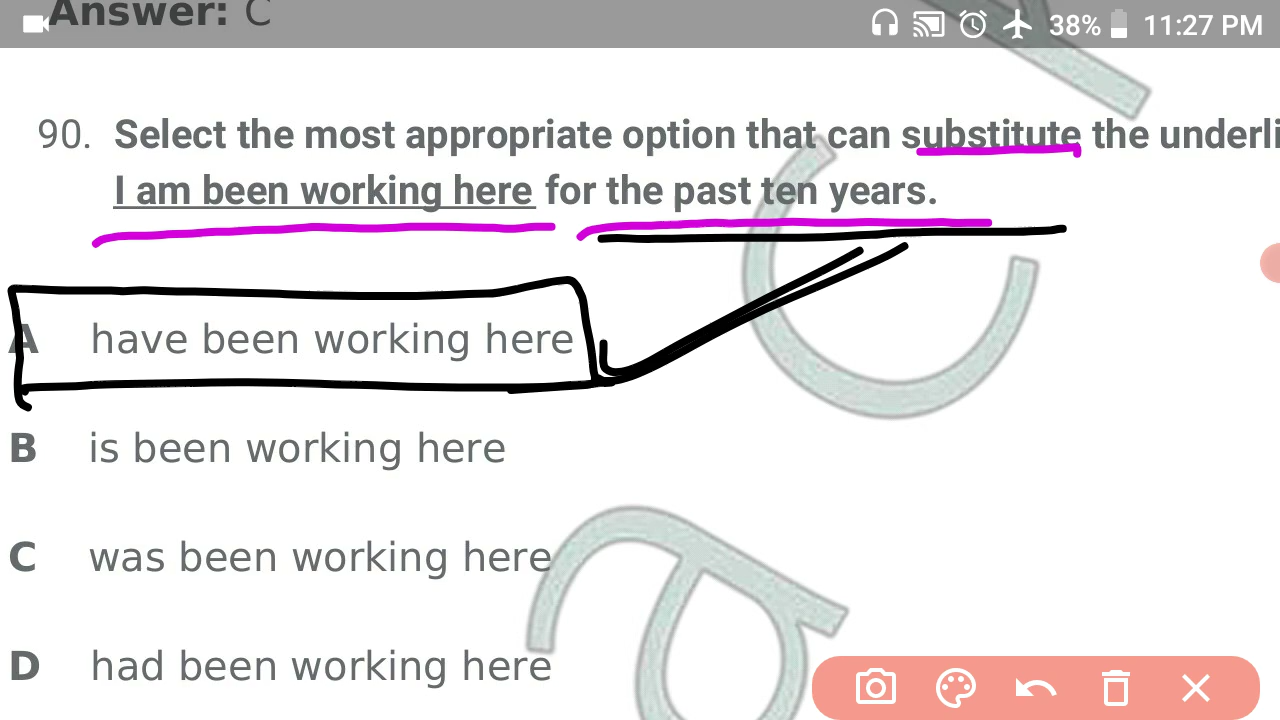 Answer: C
38% 11:27 PM
90. Select the most appropriate option that can substitute the underli
I am been working here for the past ten years.
A have been working here
B is been working here
C was been working here
D had been working here